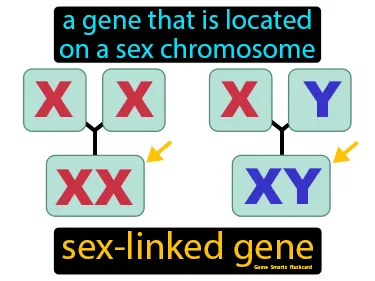 a gene that is located
on a sex chromosome
X X X Y
XX XY
sex-linked gene
Game Smartz flashcard